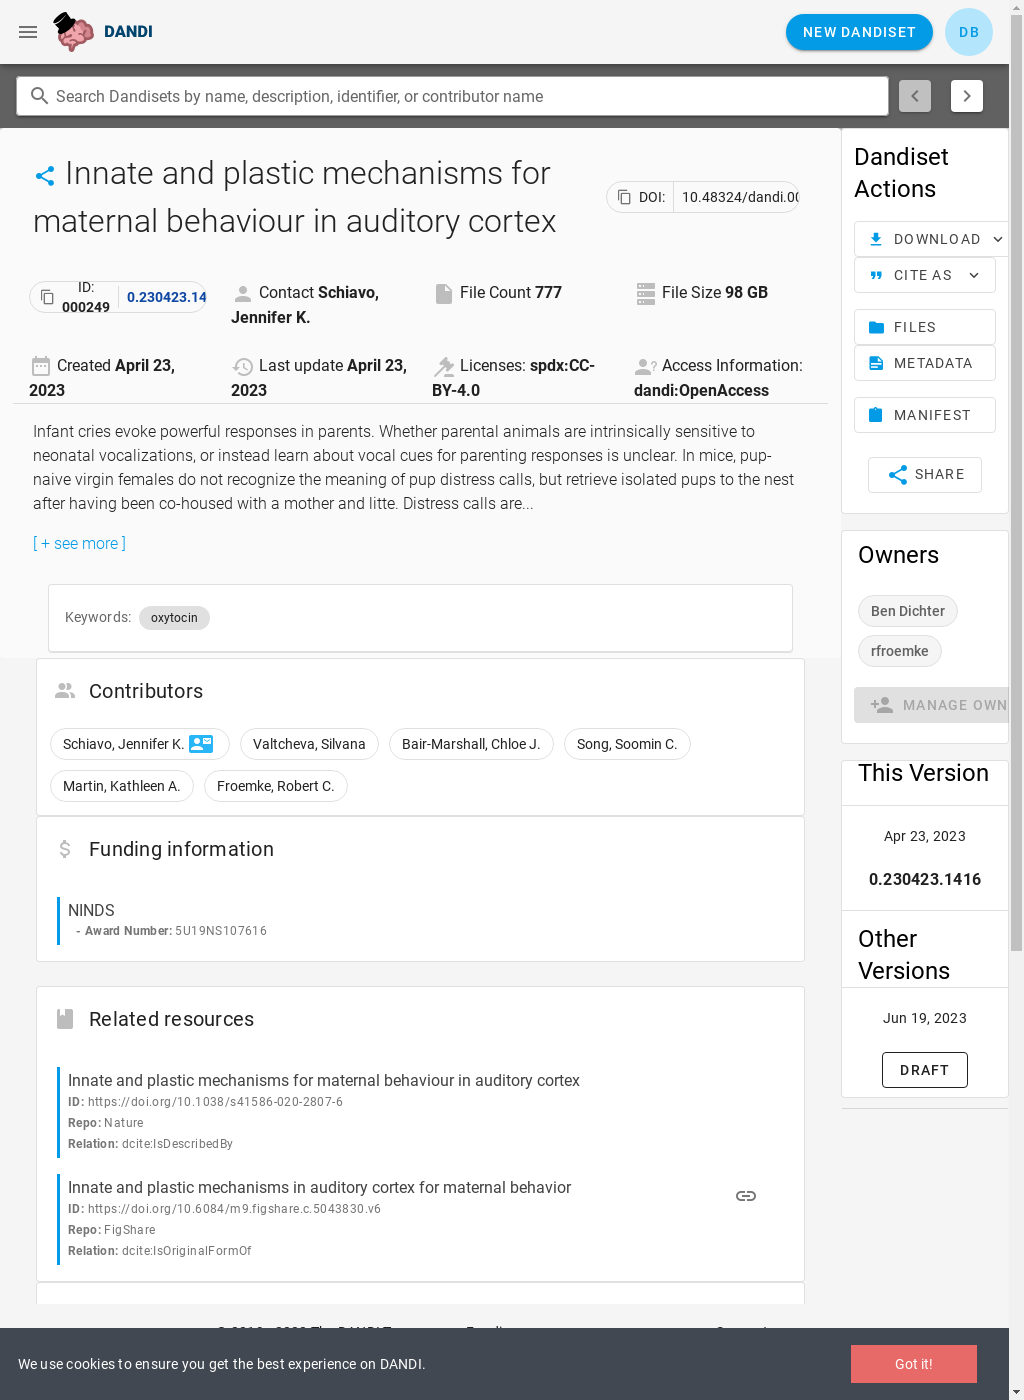 DANDI
NEW DANDISET
DB
Search Dandisets by name, description, identifier, or contributor name
Innate and plastic mechanisms for
maternal behaviour in auditory cortex
DOI: 10.48324/dandi.00
ID:
000249
0.230423.14
Contact Schiavo,
Jennifer K.
File Count 777
File Size 98 GB
Created April 23,
2023
Last update April 23,
2023
Licenses: spdx:CC-
BY-4.0
Access Information:
dandi:OpenAccess
Infant cries evoke powerful responses in parents. Whether parental animals are intrinsically sensitive to
neonatal vocalizations, or instead learn about vocal cues for parenting responses is unclear. In mice, pup-
naive virgin females do not recognize the meaning of pup distress calls, but retrieve isolated pups to the nest
after having been co-housed with a mother and litte. Distress calls are...
[ + see more ]
Keywords: oxytocin
Contributors
Schiavo, Jennifer K.
Valtcheva, Silvana
Bair-Marshall, Chloe J.
Song, Soomin C.
Martin, Kathleen A.
Froemke, Robert C.
Funding information
NINDS
- Award Number: 5U19NS107616
Related resources
Innate and plastic mechanisms for maternal behaviour in auditory cortex
ID: https://doi.org/10.1038/s41586-020-2807-6
Repo: Nature
Relation: dcite:IsDescribedBy
Innate and plastic mechanisms in auditory cortex for maternal behavior
ID: https://doi.org/10.6084/m9.figshare.c.5043830.v6
Repo: FigShare
Relation: dcite:IsOriginalFormOf
Dandiset
Actions
DOWNLOAD
CITE AS
FILES
METADATA
MANIFEST
SHARE
Owners
Ben Dichter
rfroemke
MANAGE OWN
This Version
Apr 23, 2023
0.230423.1416
Other
Versions
Jun 19, 2023
DRAFT
We use cookies to ensure you get the best experience on DANDI.
Got it!